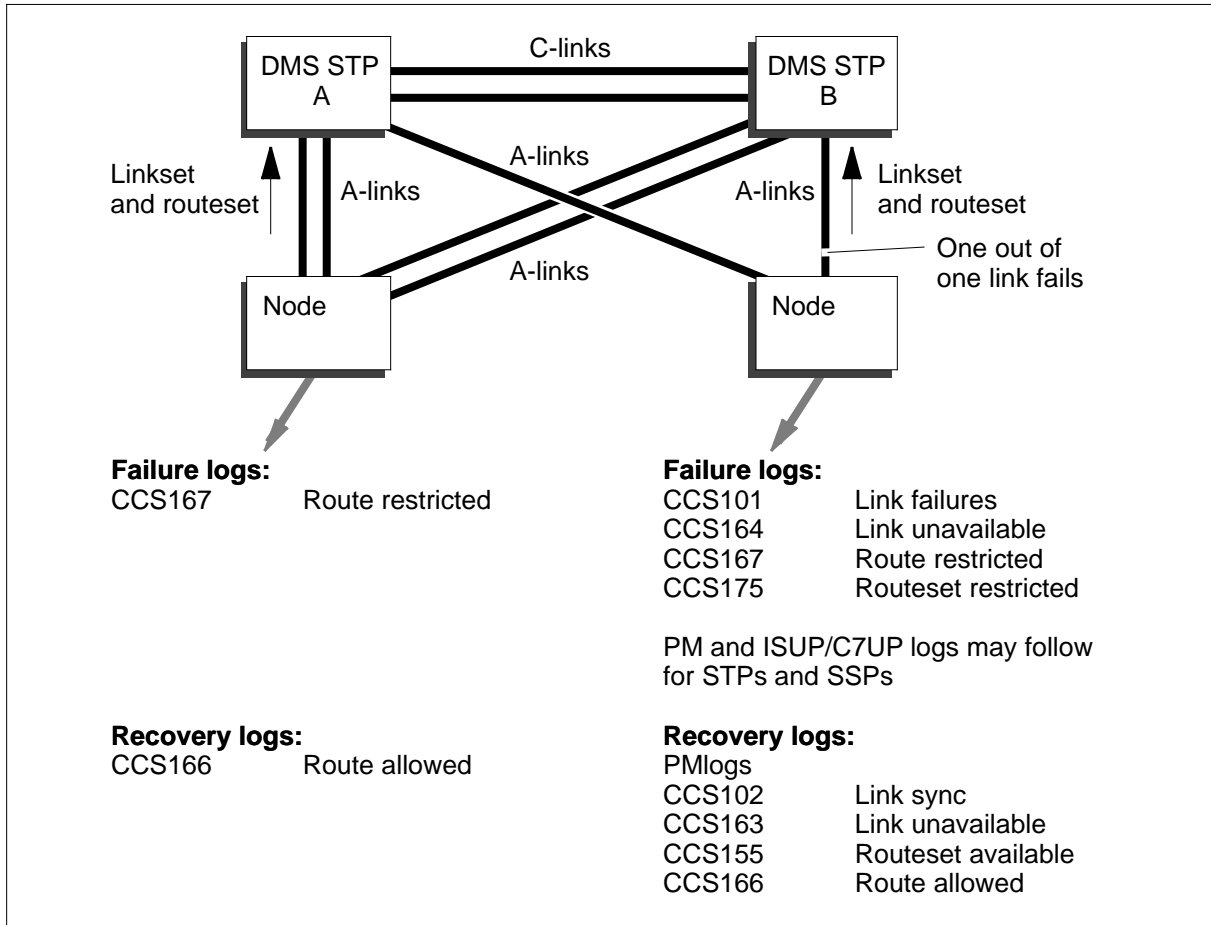 C-links
DMS STP
A
DMS STP
B
Linkset
and routeset
A-links
A-links
A-links
Linkset
and routeset
A-links
One out of
one link fails
Node
Node
Failure logs:
CCS167 Route restricted
Recovery logs:
CCS166 Route allowed
Failure logs:
CCS101 Link failures
CCS164 Link unavailable
CCS167 Route restricted
CCS175 Routeset restricted
PM and ISUP/C7UP logs may follow
for STPs and SSPs
Recovery logs:
PMlogs
CCS102 Link sync
CCS163 Link unavailable
CCS155 Routeset available
CCS166 Route allowed